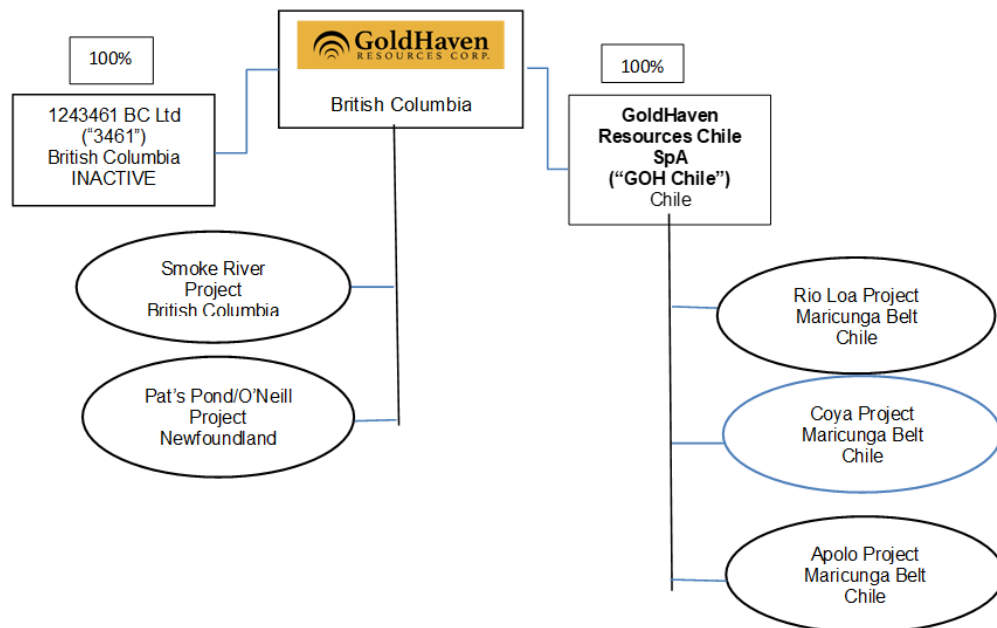 GoldHaven
RESOURCES CORP.
British Columbia
100%
1243461 BC Ltd
(“3461”)
British Columbia
INACTIVE
100%
GoldHaven
Resources Chile
SpA
(“GOH Chile”)
Chile
Smoke River
Project
British Columbia
Pat’s Pond/O’Neill
Project
Newfoundland
Rio Loa Project
Maricunga Belt
Chile
Coya Project
Maricunga Belt
Chile
Apolo Project
Maricunga Belt
Chile